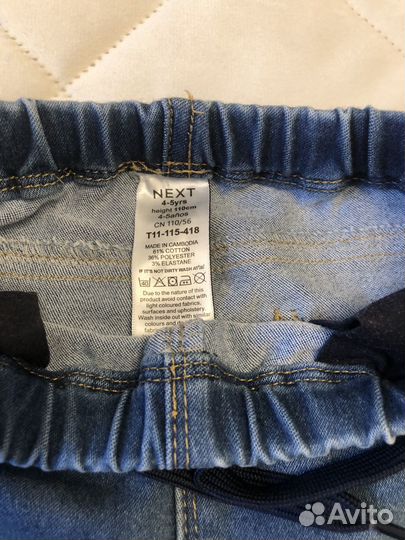 NEXT
4-5yrs
height 110cm
4-5años
CN 110/56
T11-115-418
MADE IN CAMBODIA
61% COTTON
36% POLYESTER
3% ELASTANE
IF IT'S NOT DIRTY WASH AT
40
Due to the nature of this
product avoid contact with
light coloured fabrics,
surfaces and upholstery
Wash inside out with similar
colours and
Avito